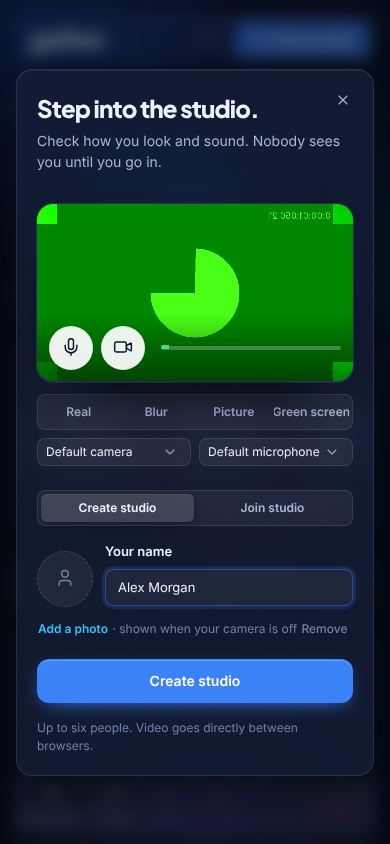 Step into the studio.
Check how you look and sound. Nobody sees
you until you go in.
Real
Blur
Picture
Green screen
Default camera
Default microphone
Create studio
Join studio
Your name
Alex Morgan
Add a photo · shown when your camera is off Remove
Create studio
Up to six people. Video goes directly between
browsers.